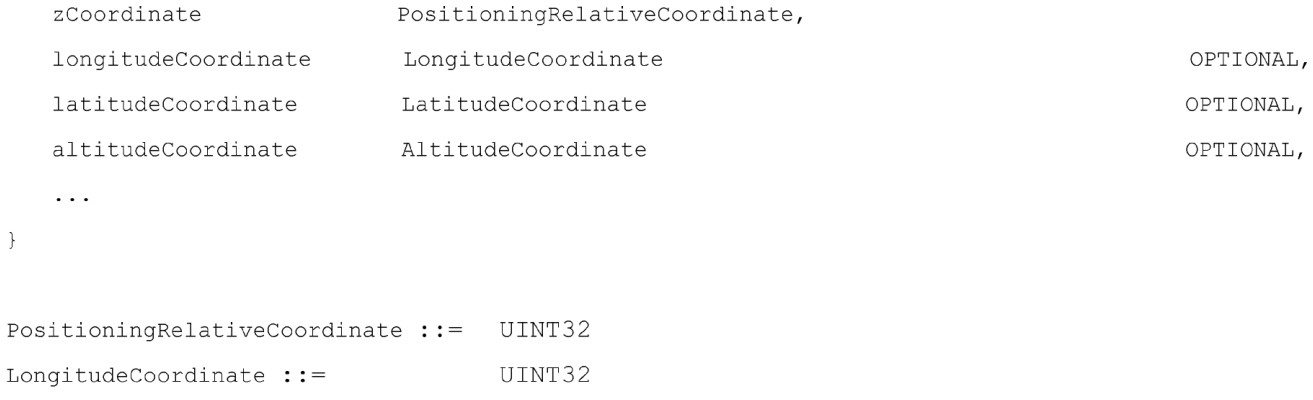 zCoordinate PositioningRelativeCoordinate,
longitudeCoordinate LongitudeCoordinate OPTIONAL,
latitudeCoordinate LatitudeCoordinate OPTIONAL,
altitudeCoordinate AltitudeCoordinate OPTIONAL,
...
}
PositioningRelativeCoordinate ::= UINT32
LongitudeCoordinate ::= UINT32